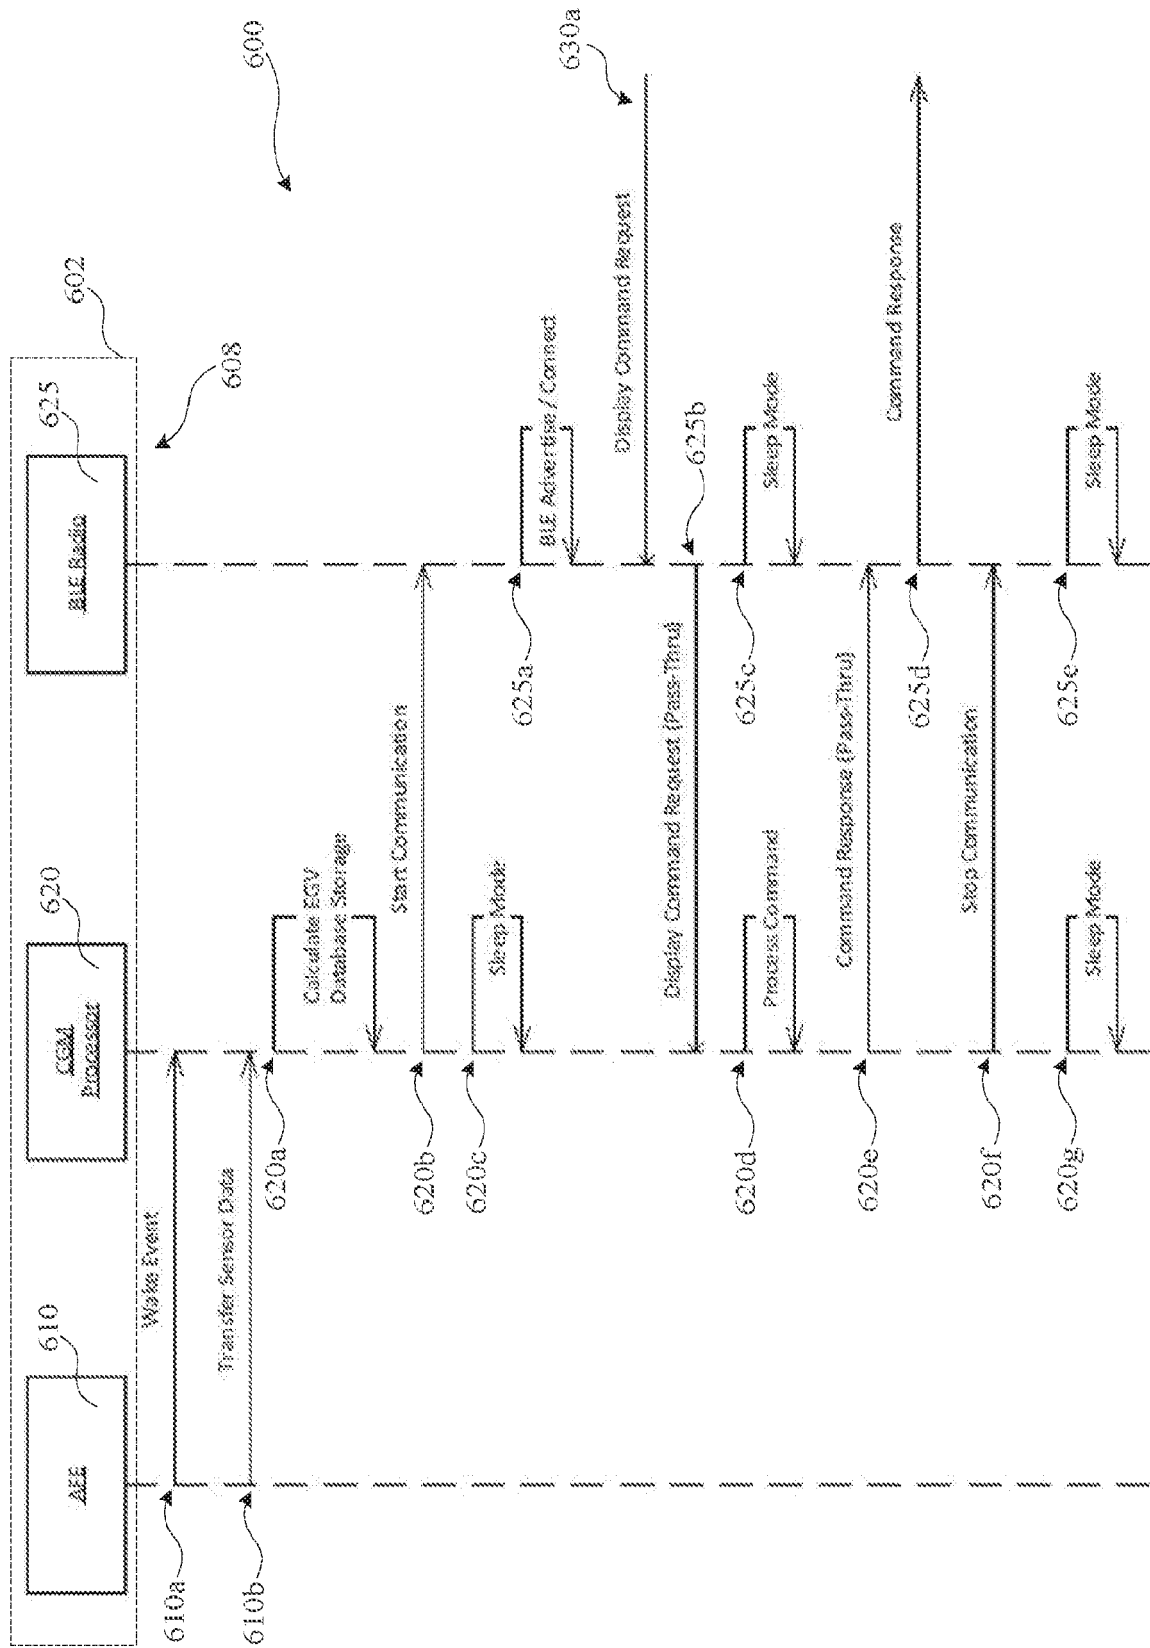 600
602
608
AFE
610
CGM
Processor
620
BLE Radio
625
610a
Wake Event
610b
Transfer Sensor Data
620a
Calculate EGV
Database Storage
620b
Start Communication
620c
Sleep Mode
625a
BLE Advertise / Connect
630a
Display Command Request
625b
Display Command Request (Pass-Thru)
620d
Process Command
625c
Sleep Mode
620e
Command Response (Pass-Thru)
625d
Command Response
620f
Stop Communication
620g
Sleep Mode
625e
Sleep Mode